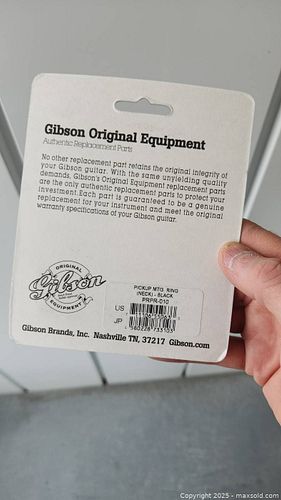 Gibson Original Equipment
Authentic Replacement Parts
No other replacement part retains the original integrity of
your Gibson guitar. With the same unyielding quality
demands, Gibson's Original Equipment replacement parts
are the only authentic replacement parts to protect your
investment.Each part is guaranteed to be a genuine
replacement for your instrument and meet the original
warranty specifications of your Gibson guitar.
ORIGINAL
Gibson
EQUIPMENT
PICKUP MTG. RING
(NECK) - BLACK
PRPR-010
US
JP
Gibson Brands, Inc. Nashville TN, 37217 Gibson.com
Copyright 2025 - maxsold.com